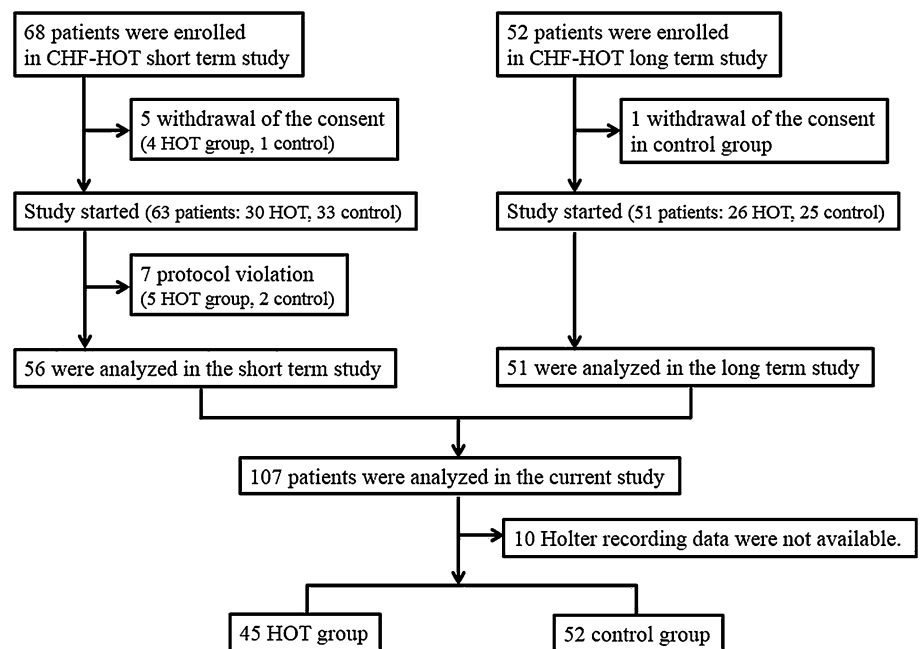 68 patients were enrolled
in CHF-HOT short term study
52 patients were enrolled
in CHF-HOT long term study
5 withdrawal of the consent
(4 HOT group, 1 control)
1 withdrawal of the consent
in control group
Study started (63 patients: 30 HOT, 33 control)
Study started (51 patients: 26 HOT, 25 control)
7 protocol violation
(5 HOT group, 2 control)
56 were analyzed in the short term study
51 were analyzed in the long term study
107 patients were analyzed in the current study
10 Holter recording data were not available.
45 HOT group
52 control group